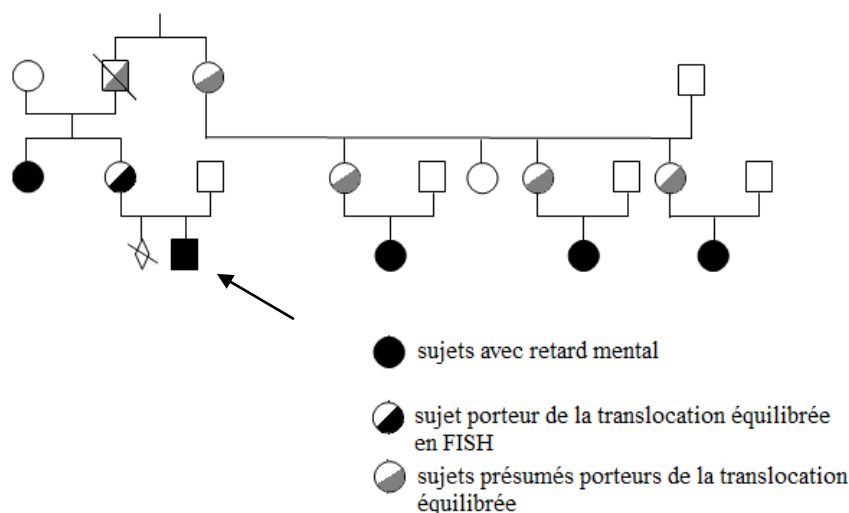 sujets avec retard mental
sujet porteur de la translocation équilibrée
en FISH
sujets présumés porteurs de la translocation
équilibrée